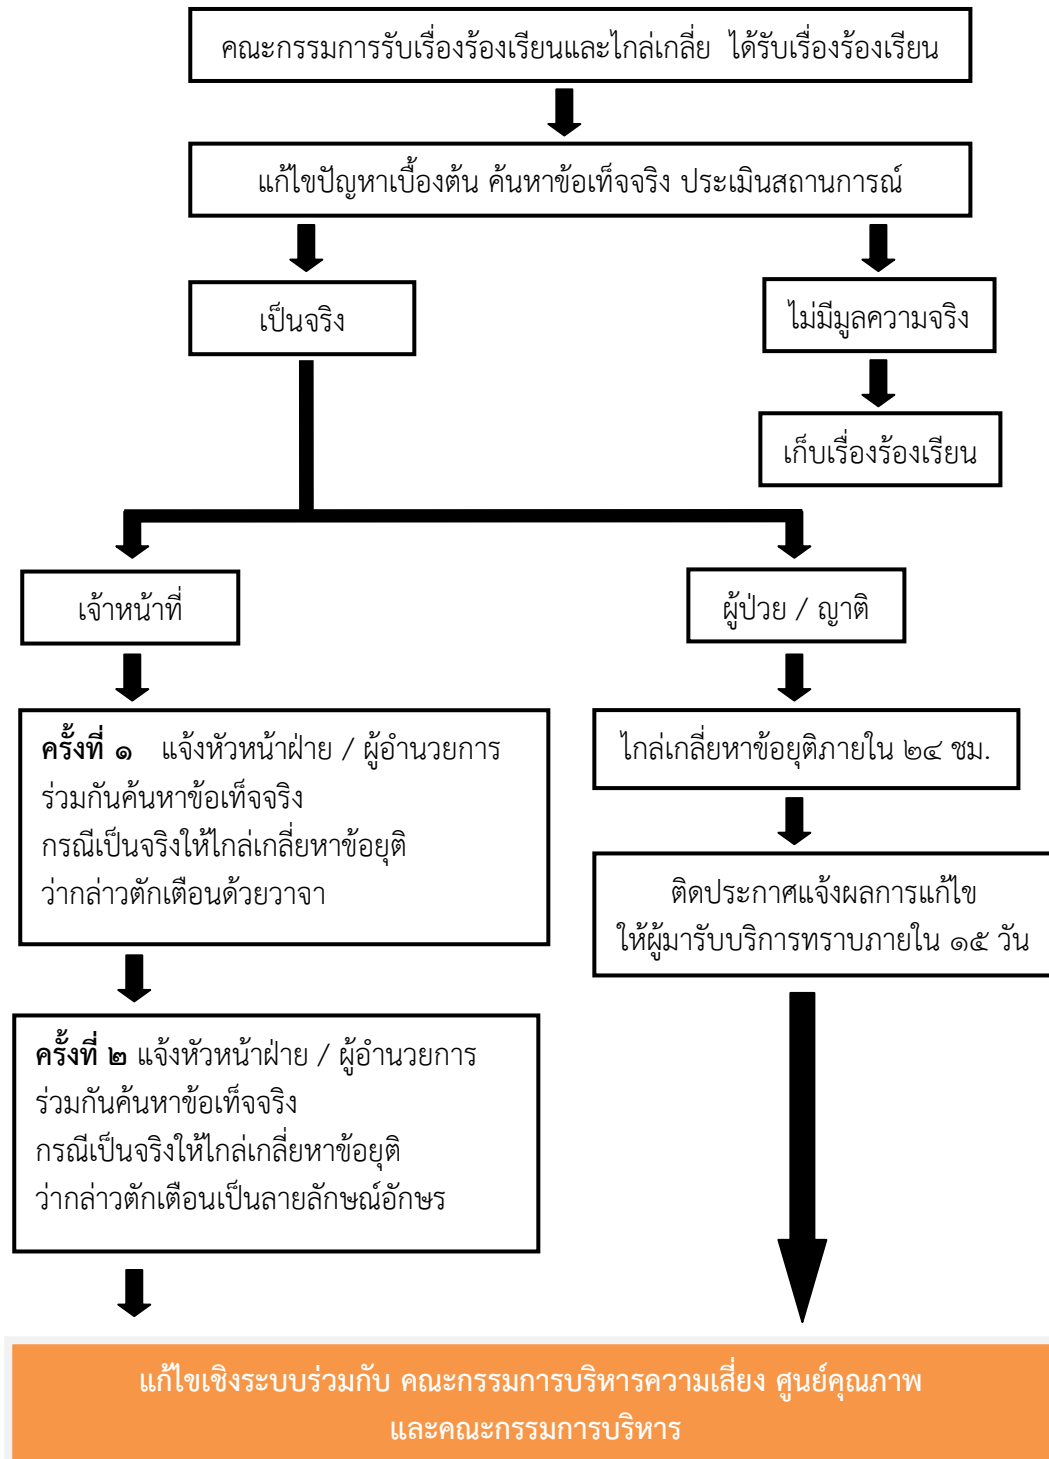 คณะกรรมการรับเรื่องร้องเรียนและไกล่เกลี่ย ได้รับเรื่องร้องเรียน
แก้ไขปัญหาเบื้องต้น ค้นหาข้อเท็จจริง ประเมินสถานการณ์
เป็นจริง
ไม่มีมูลความจริง
เก็บเรื่องร้องเรียน
เจ้าหน้าที่
ผู้ป่วย / ญาติ
ครั้งที่ ๑ แจ้งหัวหน้าฝ่าย / ผู้อำนวยการ
ร่วมกันค้นหาข้อเท็จจริง
กรณีเป็นจริงให้ไกล่เกลี่ยหาข้อยุติ
ว่ากล่าวตักเตือนด้วยวาจา
ไกล่เกลี่ยหาข้อยุติภายใน ๒๔ ชม.
ติดประกาศแจ้งผลการแก้ไข
ให้ผู้มารับบริการทราบภายใน ๑๕ วัน
ครั้งที่ ๒ แจ้งหัวหน้าฝ่าย / ผู้อำนวยการ
ร่วมกันค้นหาข้อเท็จจริง
กรณีเป็นจริงให้ไกล่เกลี่ยหาข้อยุติ
ว่ากล่าวตักเตือนเป็นลายลักษณ์อักษร
แก้ไขเชิงระบบร่วมกับ คณะกรรมการบริหารความเสี่ยง ศูนย์คุณภาพ
และคณะกรรมการบริหาร